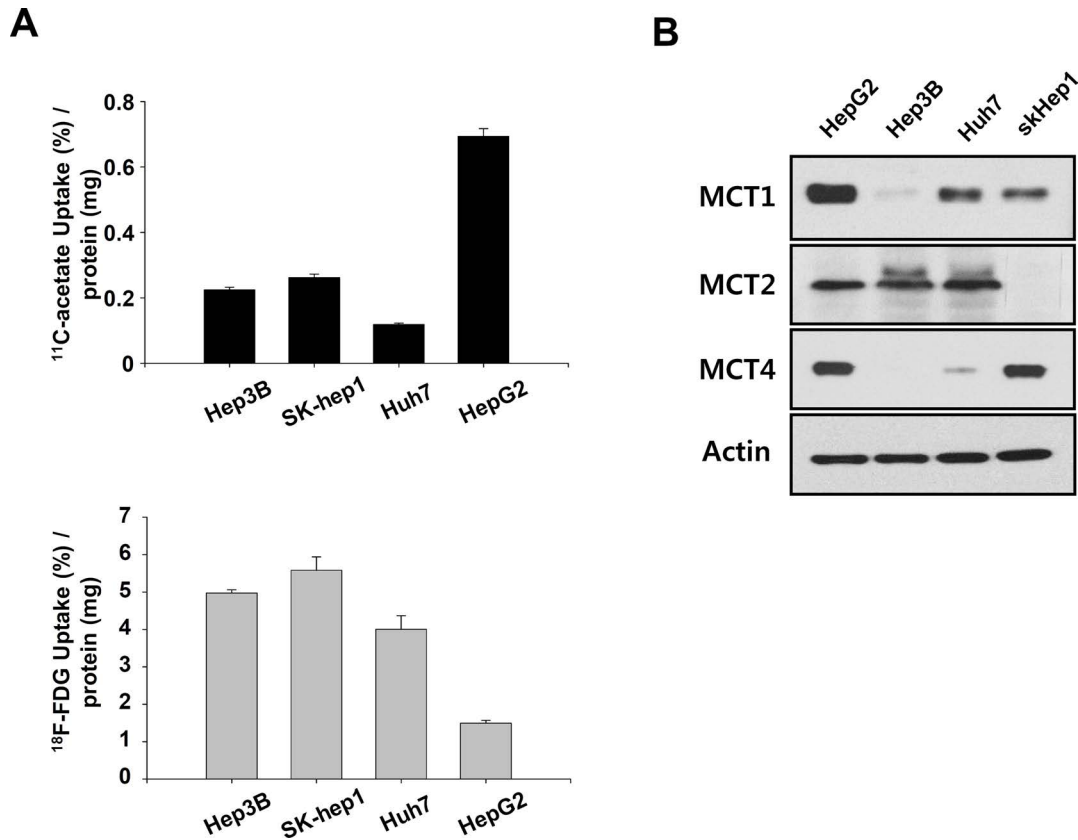 A
¹¹C-acetate Uptake (%) /
protein (mg)
0.8
0.6
0.4
0.2
0
Hep3B
SK-hep1
Huh7
HepG2
¹⁸F-FDG Uptake (%) /
protein (mg)
7
6
5
4
3
2
1
0
Hep3B
SK-hep1
Huh7
HepG2
B
HepG2
Hep3B
Huh7
skHep1
MCT1
MCT2
MCT4
Actin